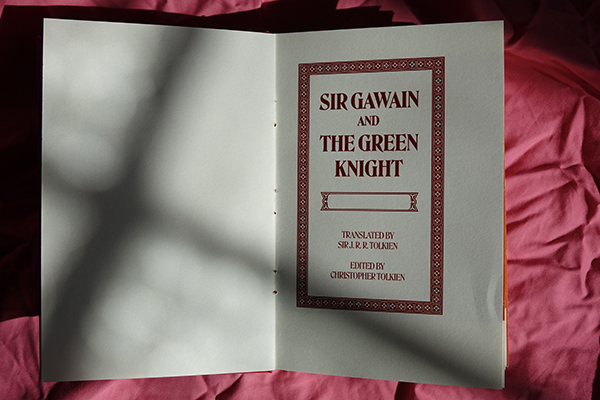 SIR GAWAIN
AND
THE GREEN
KNIGHT
TRANSLATED BY
SIR J. R. R. TOLKIEN
EDITED BY
CHRISTOPHER TOLKIEN